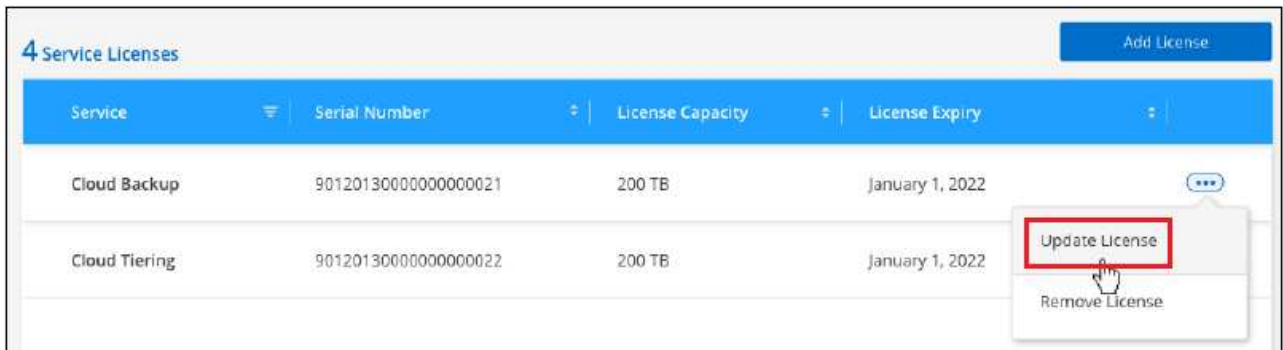 4 Service Licenses
Add License
Service Serial Number License Capacity License Expiry
Cloud Backup 90120130000000000021 200 TB January 1, 2022
Update License
Cloud Tiering 90120130000000000022 200 TB January 1, 2022
Remove License